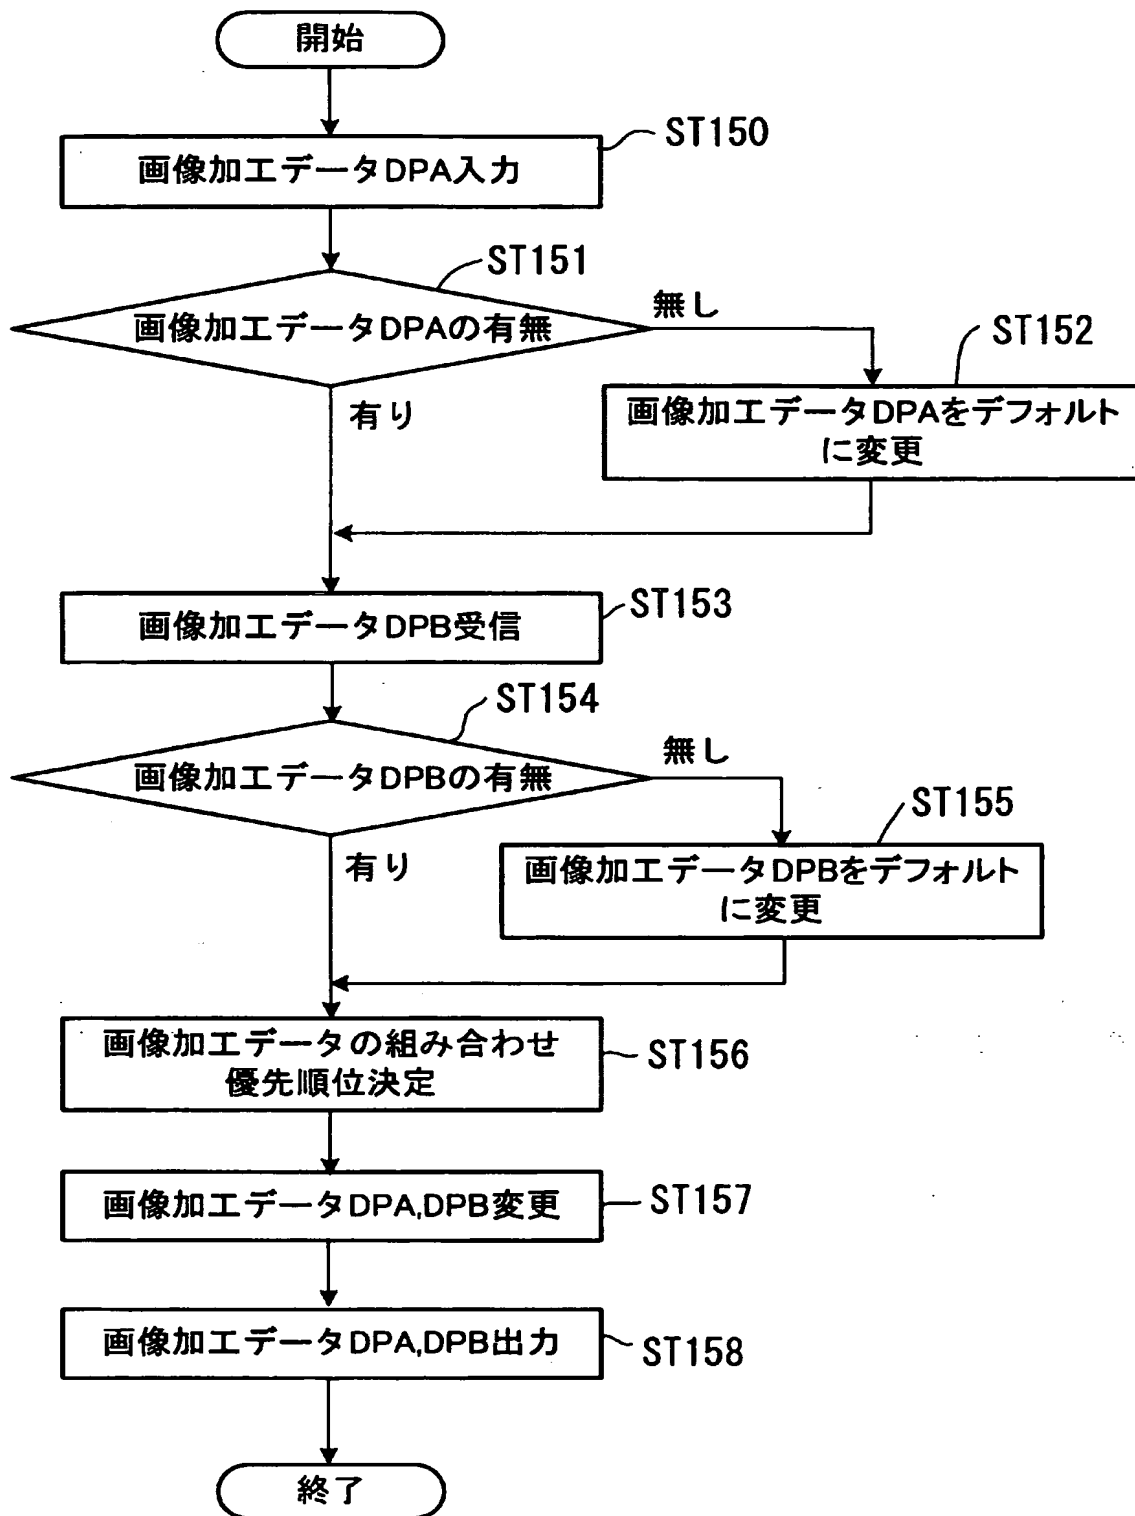 開始
ST150
画像加工データDPA入力
ST151
画像加工データDPAの有無
無し
ST152
有り
画像加工データDPAをデフォルト
に変更
ST153
画像加工データDPB受信
ST154
画像加工データDPBの有無
無し
ST155
有り
画像加工データDPBをデフォルト
に変更
画像加工データの組み合わせ
優先順位決定
ST156
画像加工データDPA,DPB変更
ST157
画像加工データDPA,DPB出力
ST158
終了